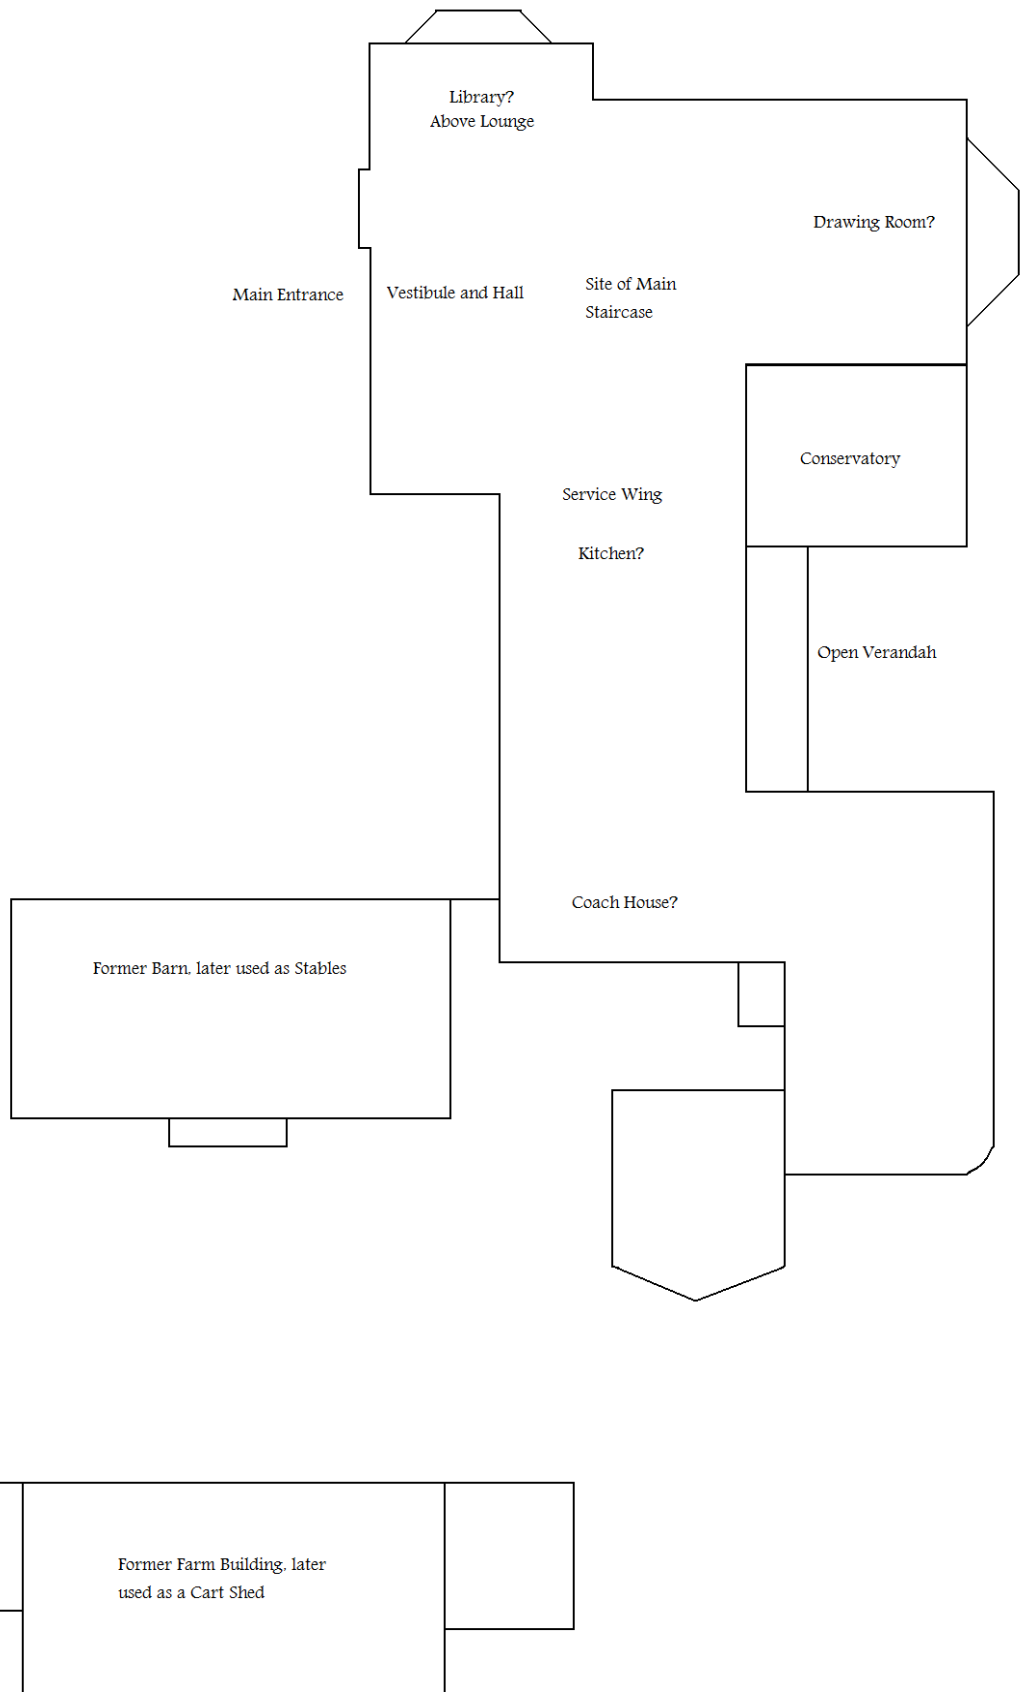 Library?
Above Lounge
Drawing Room?
Main Entrance
Vestibule and Hall
Site of Main
Staircase
Conservatory
Service Wing
Kitchen?
Open Verandah
Coach House?
Former Barn, later used as Stables
Former Farm Building, later
used as a Cart Shed